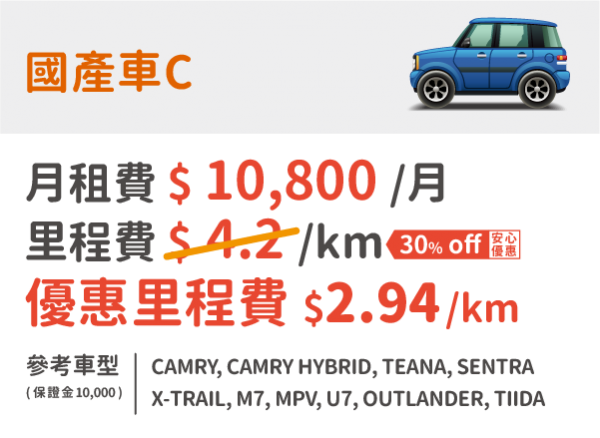 國產車C
月租費 $ 10,800 /月
里程費 $ 4.2 /km 30% off 安心優惠
優惠里程費 $2.94/km
參考車型
(保證金10,000)
CAMRY, CAMRY HYBRID, TEANA, SENTRA
X-TRAIL, M7, MPV, U7, OUTLANDER, TIIDA